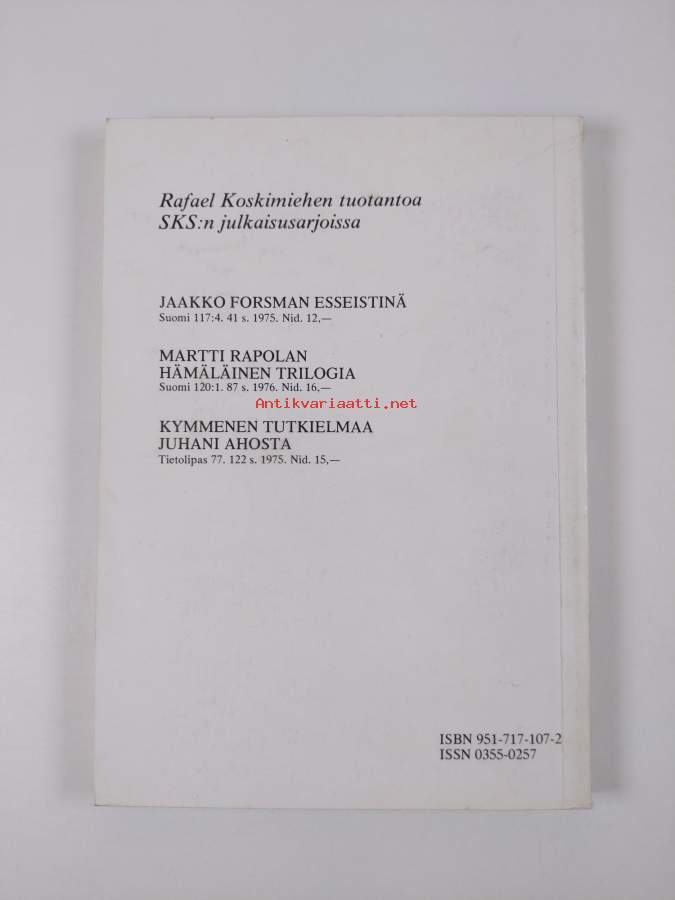 Rafael Koskimiehen tuotantoa
SKS:n julkaisusarjoissa
JAAKKO FORSMAN ESSEISTINÄ
Suomi 117:4. 41 s. 1975. Nid. 12,—
MARTTI RAPOLAN
HÄMÄLÄINEN TRILOGIA
Suomi 120:1. 87 s. 1976. Nid. 16,—
Antikvariaatti.net
KYMMENEN TUTKIELMAA
JUHANI AHOSTA
Tietolipas 77. 122 s. 1975. Nid. 15,—
ISBN 951-717-107-2
ISSN 0355-0257